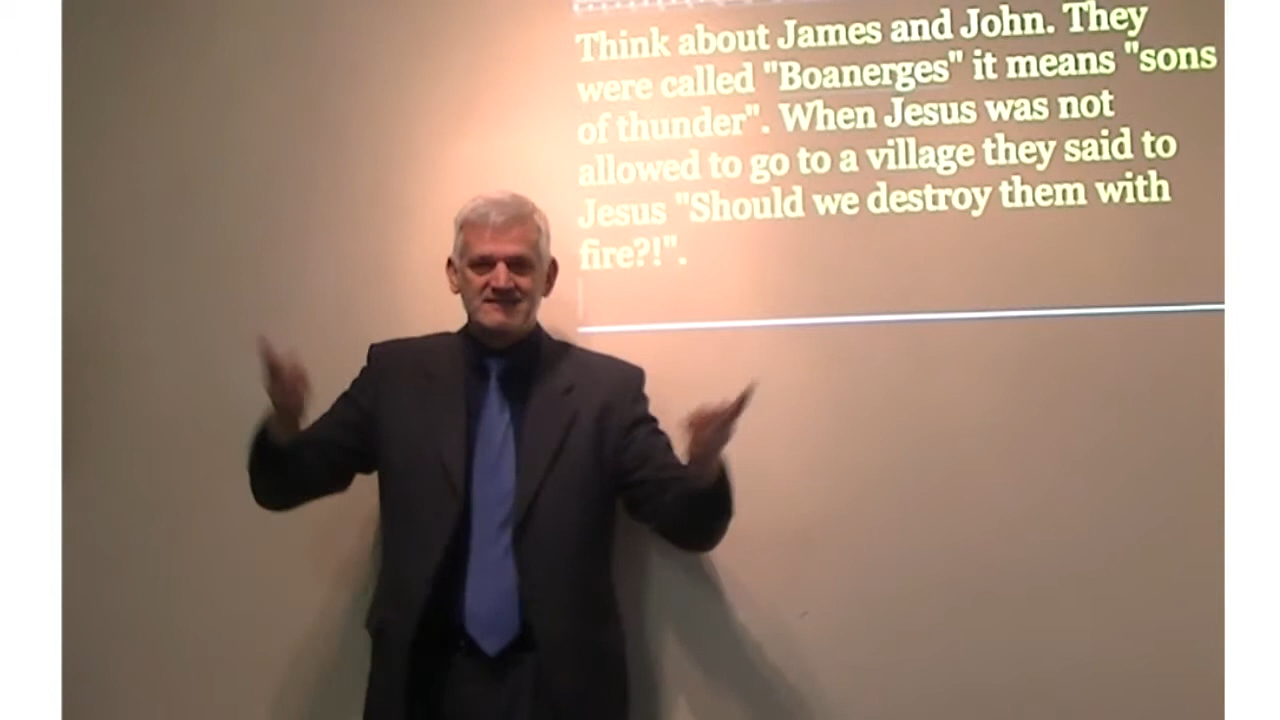 Think about James and John. They
were called "Boanerges" it means "sons
of thunder". When Jesus was not
allowed to go to a village they said to
Jesus "Should we destroy them with
fire?!".